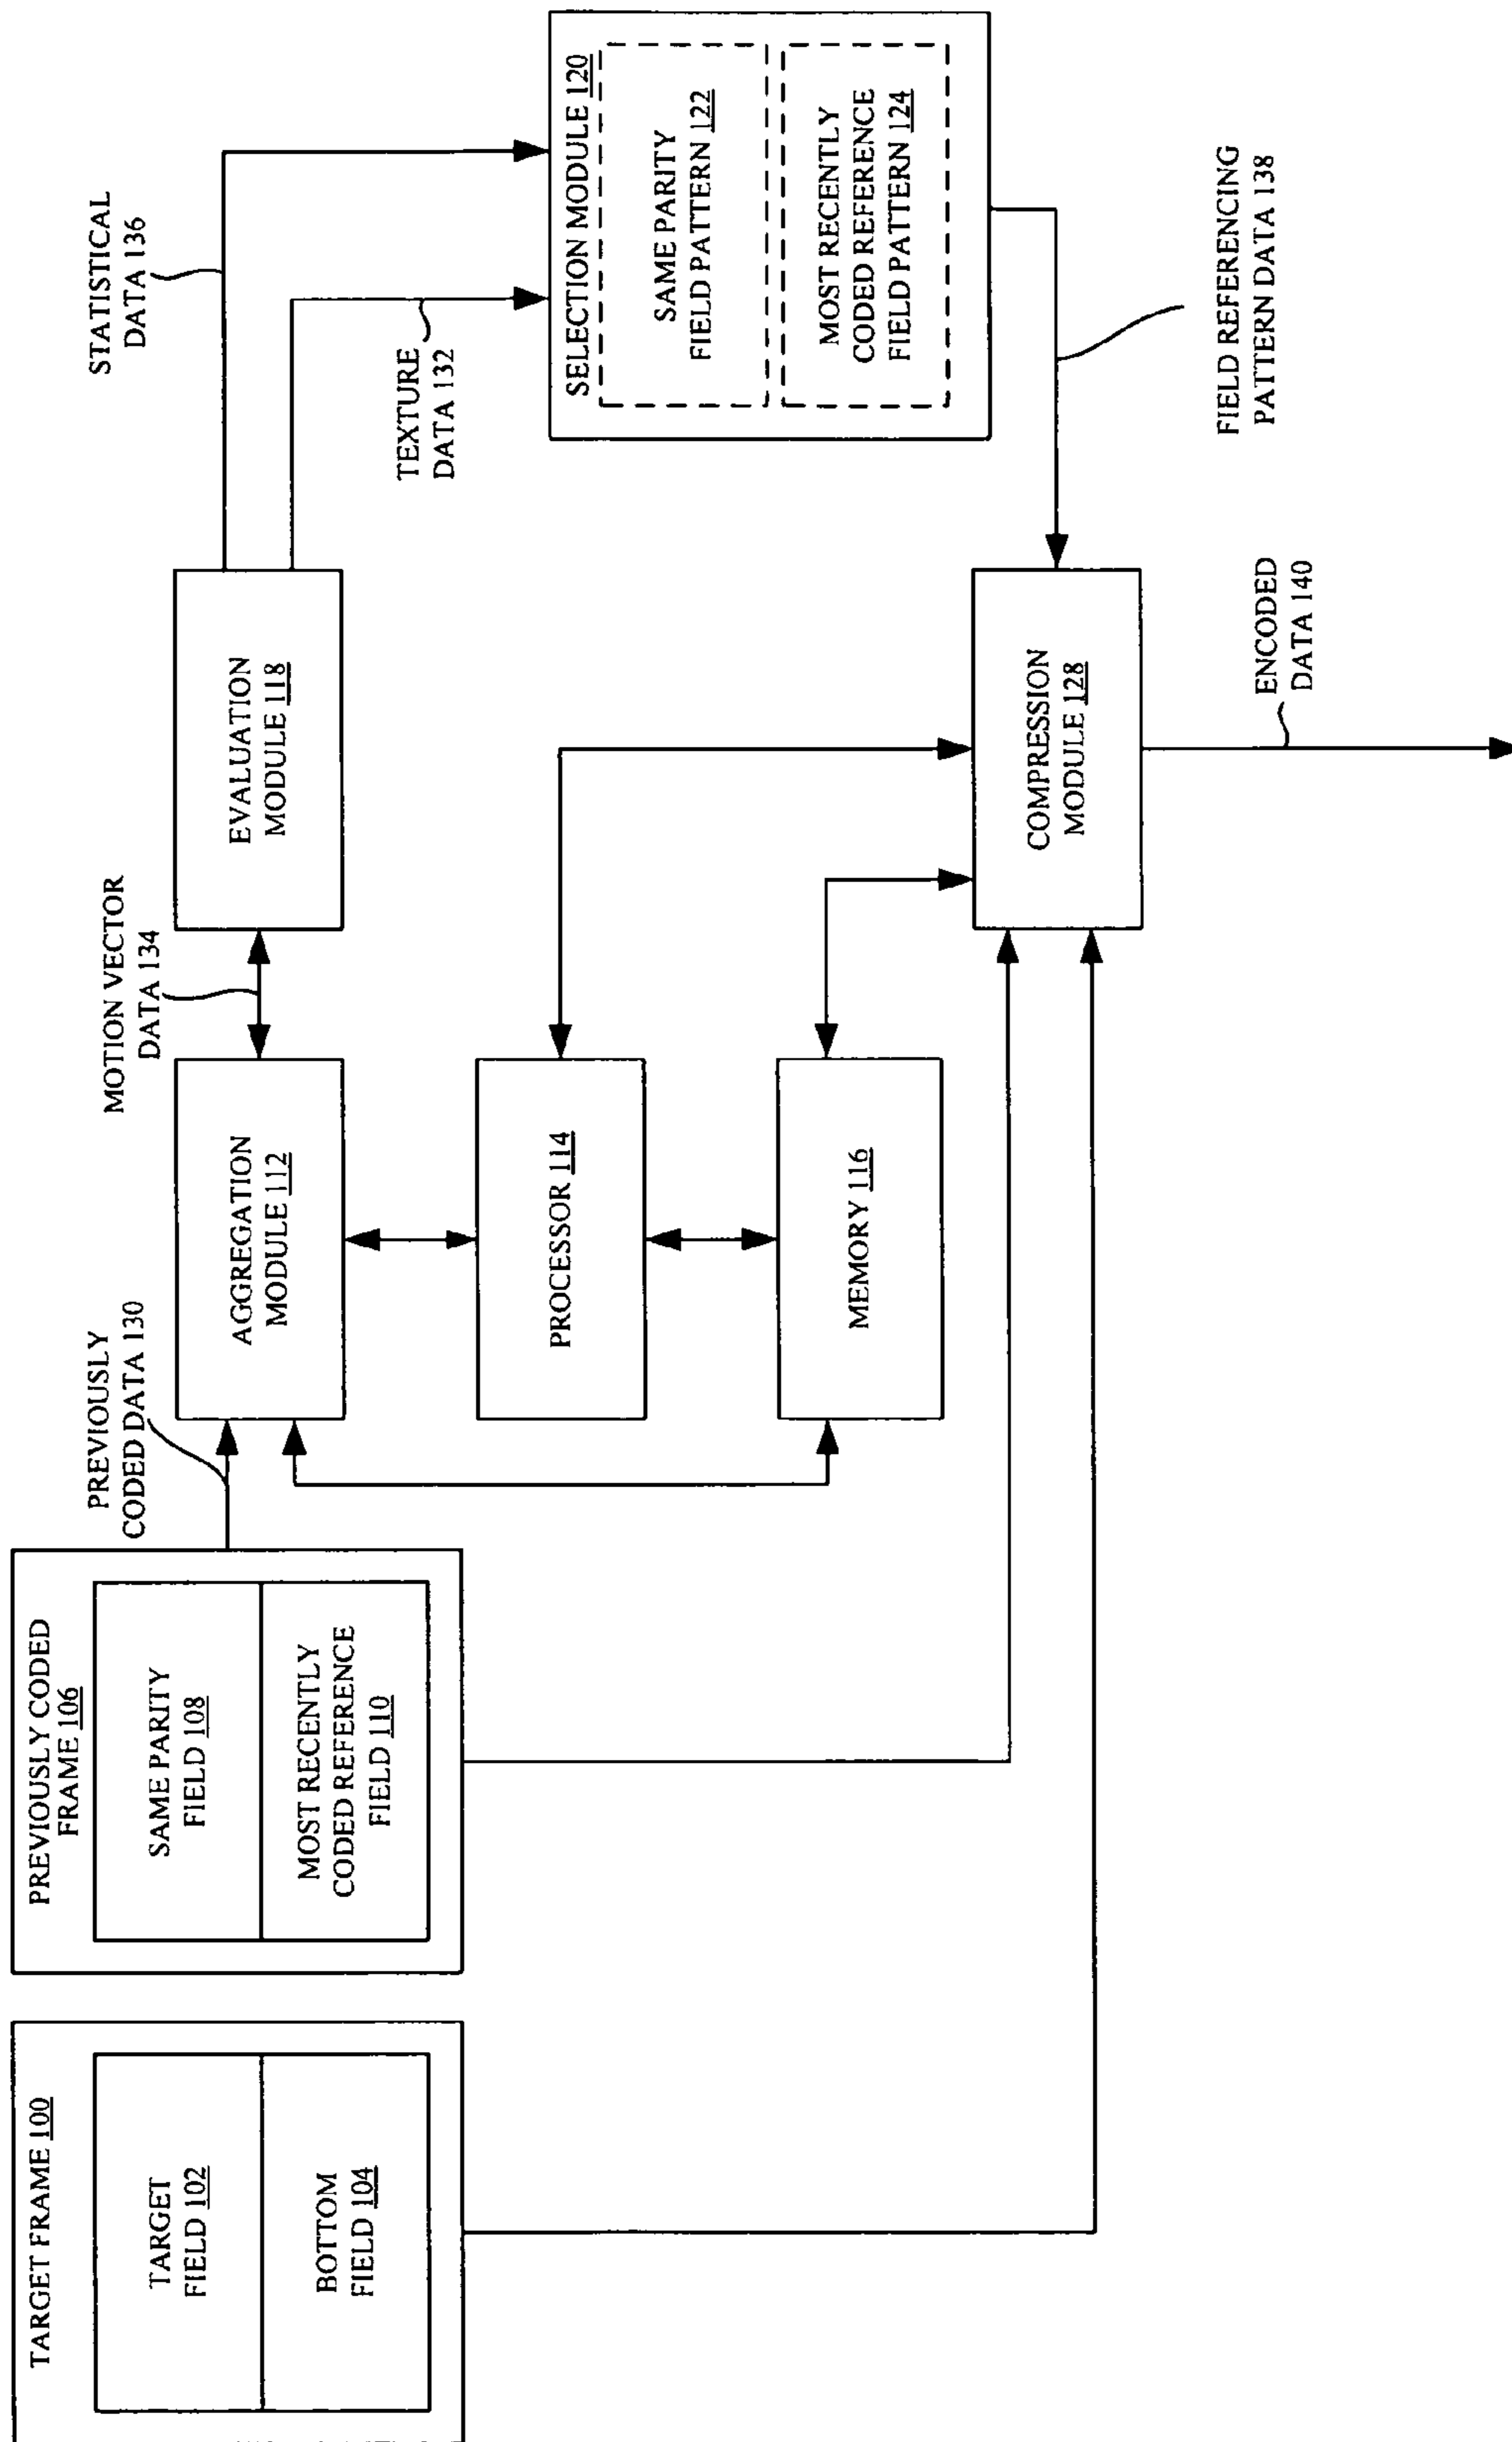 TARGET FRAME 100
TARGET
FIELD 102
BOTTOM
FIELD 104
PREVIOUSLY CODED
FRAME 106
SAME PARITY
FIELD 108
MOST RECENTLY
CODED REFERENCE
FIELD 110
PREVIOUSLY
CODED DATA 130
AGGREGATION
MODULE 112
PROCESSOR 114
MEMORY 116
MOTION VECTOR
DATA 134
EVALUATION
MODULE 118
STATISTICAL
DATA 136
TEXTURE
DATA 132
SELECTION MODULE 120
SAME PARITY
FIELD PATTERN 122
MOST RECENTLY
CODED REFERENCE
FIELD PATTERN 124
FIELD REFERENCING
PATTERN DATA 138
COMPRESSION
MODULE 128
ENCODED
DATA 140